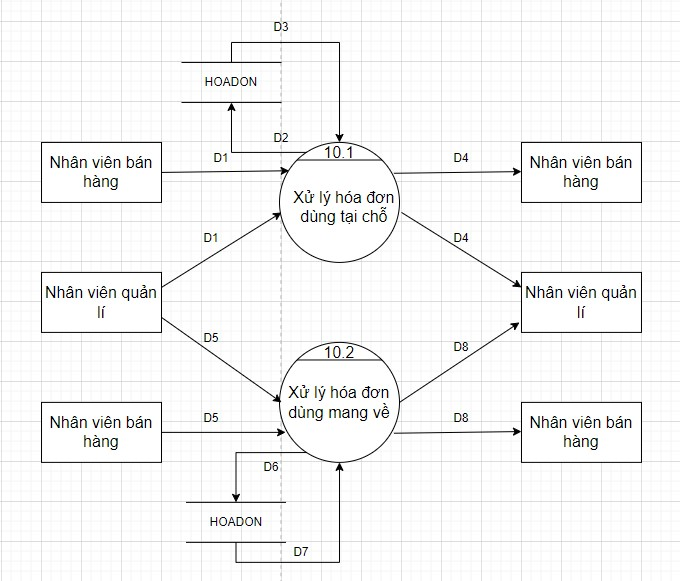 D3
HOADON
D2
10.1
Nhân viên bán
hàng
D1
Xử lý hóa đơn
dùng tại chỗ
D4
Nhân viên bán
hàng
D1
D4
Nhân viên quản
lí
Nhân viên quản
lí
D5
D8
10.2
Xử lý hóa đơn
dùng mang về
Nhân viên bán
hàng
D5
D8
Nhân viên bán
hàng
D6
HOADON
D7